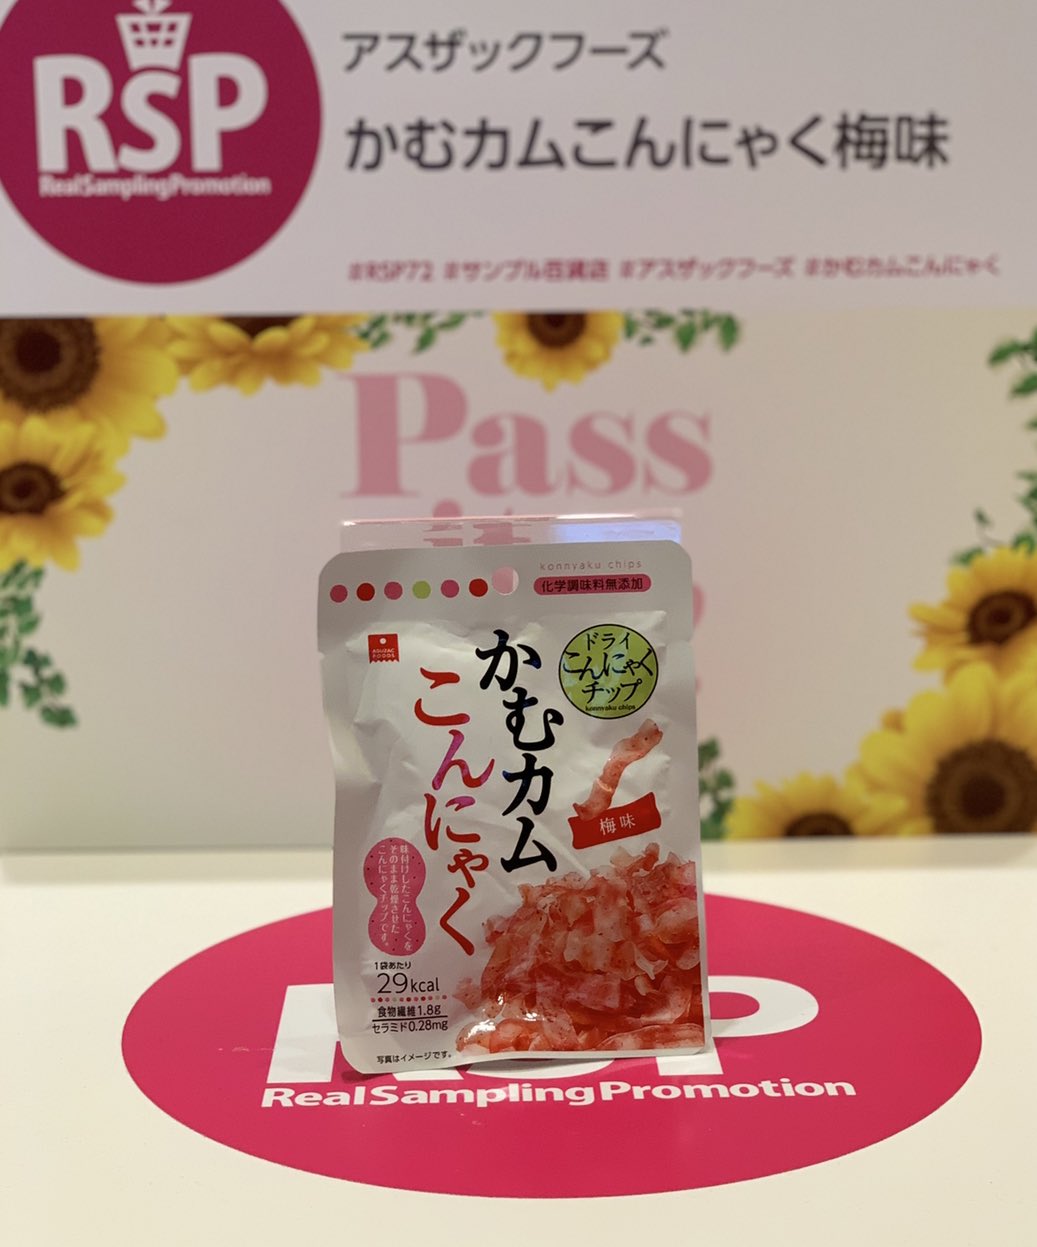 RSP
RealSamplingPromotion
アスザックフーズ
かむカムこんにゃく梅味
#RSP72 #サンプル百貨店 #アスザックフーズ #かむカムこんにゃく
Pass
it
konnyaku chips
化学調味料無添加
ASUZAC
FOODS
ドライ
こんにゃく
チップ
konnyaku chips
かむカム
こんにゃく
梅味
味付けしたこんにゃくを
そのまま乾燥させた
こんにゃくチップです。
1袋あたり
29kcal
食物繊維1.8g
セラミド0.28mg
写真はイメージです。
RSP
RealSamplingPromotion